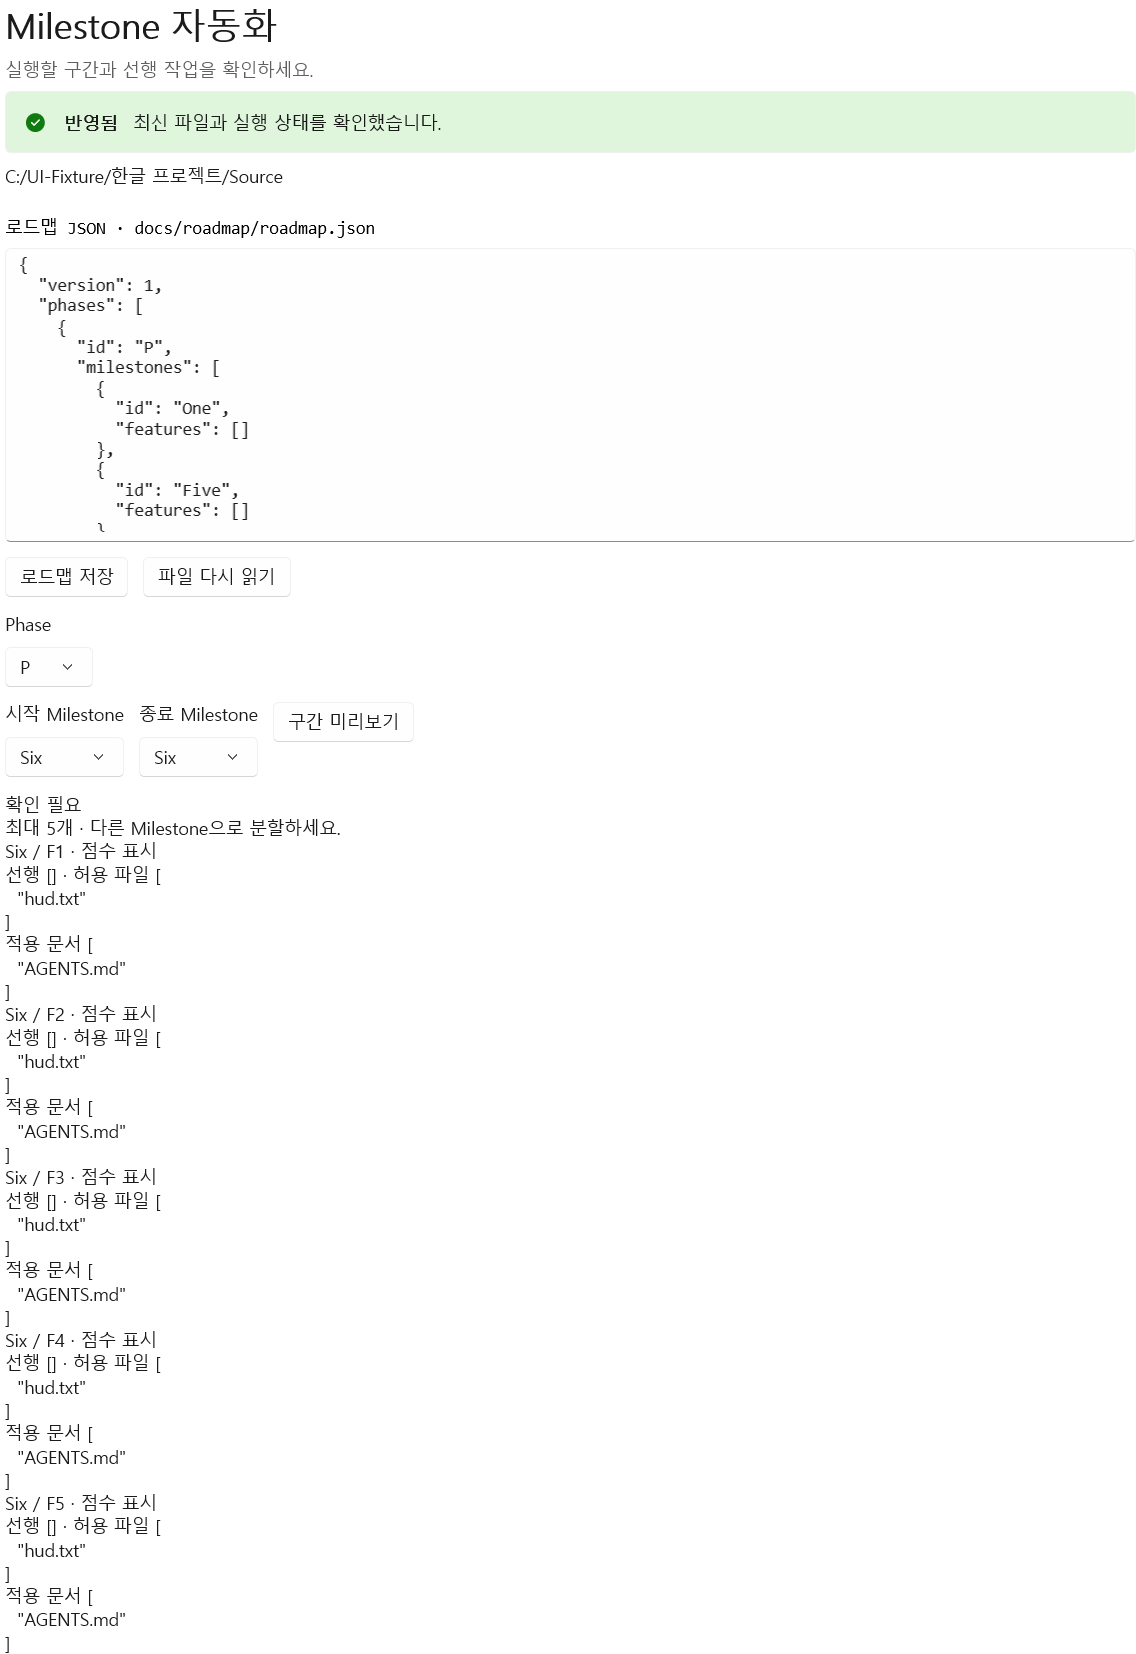 Milestone 자동화
실행할 구간과 선행 작업을 확인하세요.
반영됨 최신 파일과 실행 상태를 확인했습니다.
C:/UI-Fixture/한글 프로젝트/Source
로드맵 JSON · docs/roadmap/roadmap.json
{
  "version": 1,
  "phases": [
    {
      "id": "P",
      "milestones": [
        {
          "id": "One",
          "features": []
        },
        {
          "id": "Five",
          "features": []
        }
로드맵 저장 파일 다시 읽기
Phase
P
시작 Milestone 종료 Milestone 구간 미리보기
Six Six
확인 필요
최대 5개 · 다른 Milestone으로 분할하세요.
Six / F1 · 점수 표시
선행 [] · 허용 파일 [
  "hud.txt"
]
적용 문서 [
  "AGENTS.md"
]
Six / F2 · 점수 표시
선행 [] · 허용 파일 [
  "hud.txt"
]
적용 문서 [
  "AGENTS.md"
]
Six / F3 · 점수 표시
선행 [] · 허용 파일 [
  "hud.txt"
]
적용 문서 [
  "AGENTS.md"
]
Six / F4 · 점수 표시
선행 [] · 허용 파일 [
  "hud.txt"
]
적용 문서 [
  "AGENTS.md"
]
Six / F5 · 점수 표시
선행 [] · 허용 파일 [
  "hud.txt"
]
적용 문서 [
  "AGENTS.md"
]